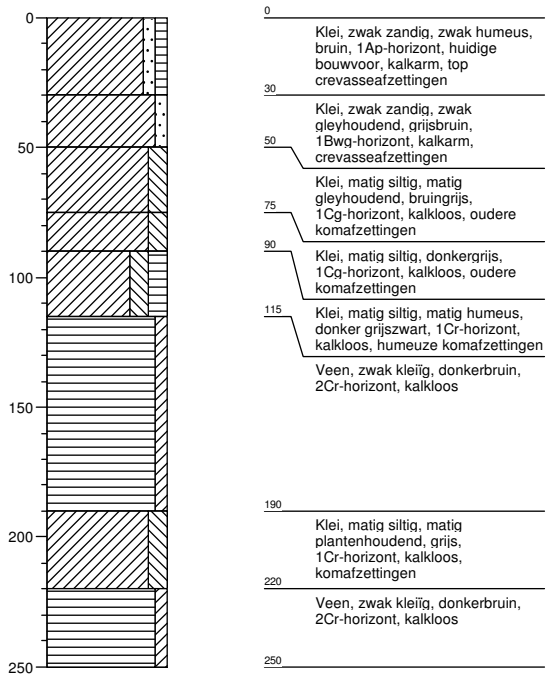 0
50
100
150
200
250
0
Klei, zwak zandig, zwak humeus,
bruin, 1Ap-horizont, huidige
bouwvoor, kalkarm, top
crevasseafzettingen
30
Klei, zwak zandig, zwak
gleyhoudend, grijsbruin,
1Bwg-horizont, kalkarm,
crevasseafzettingen
50
Klei, matig siltig, matig
gleyhoudend, bruingrijs,
1Cg-horizont, kalkloos, oudere
komafzettingen
75
Klei, matig siltig, donkergrijs,
1Cg-horizont, kalkloos, oudere
komafzettingen
90
Klei, matig siltig, matig humeus,
donker grijszwart, 1Cr-horizont,
kalkloos, humeuze komafzettingen
115
Veen, zwak kleiïg, donkerbruin,
2Cr-horizont, kalkloos
190
Klei, matig siltig, matig
plantenhoudend, grijs,
1Cr-horizont, kalkloos,
komafzettingen
220
Veen, zwak kleiïg, donkerbruin,
2Cr-horizont, kalkloos
250